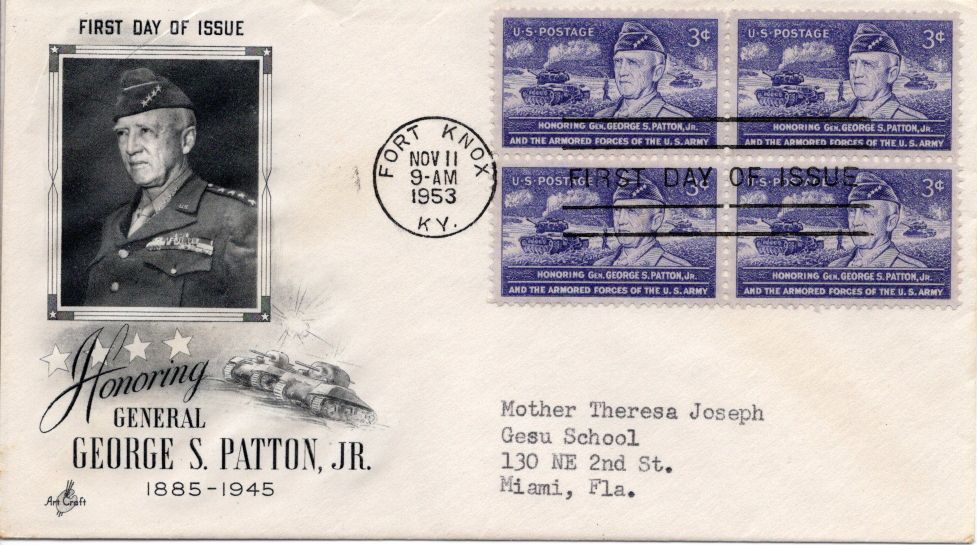 FIRST DAY OF ISSUE
Honoring
GENERAL
GEORGE S. PATTON, JR.
1885-1945
Art Craft
FORT KNOX
NOV 11
9-AM
1953
KY.
U·S·POSTAGE 3¢
HONORING GEN. GEORGE S. PATTON, JR.
AND THE ARMORED FORCES OF THE U.S. ARMY
U·S·POSTAGE 3¢
HONORING GEN. GEORGE S. PATTON, JR.
AND THE ARMORED FORCES OF THE U.S. ARMY
FIRST DAY OF ISSUE
U·S·POSTAGE 3¢
HONORING GEN. GEORGE S. PATTON, JR.
AND THE ARMORED FORCES OF THE U.S. ARMY
U·S·POSTAGE 3¢
HONORING GEN. GEORGE S. PATTON, JR.
AND THE ARMORED FORCES OF THE U.S. ARMY
Mother Theresa Joseph
Gesu School
130 NE 2nd St.
Miami, Fla.